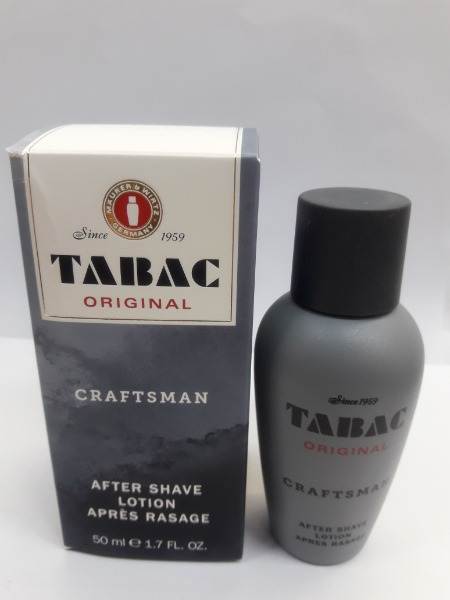 MÄURER & WIRTZ
GERMANY
Since 1959
TABAC
ORIGINAL
CRAFTSMAN
AFTER SHAVE
LOTION
APRÈS RASAGE
50 ml ℮ 1.7 FL. OZ.
Since 1959
TABAC
ORIGINAL
CRAFTSMAN
AFTER SHAVE
LOTION
APRÈS RASAGE